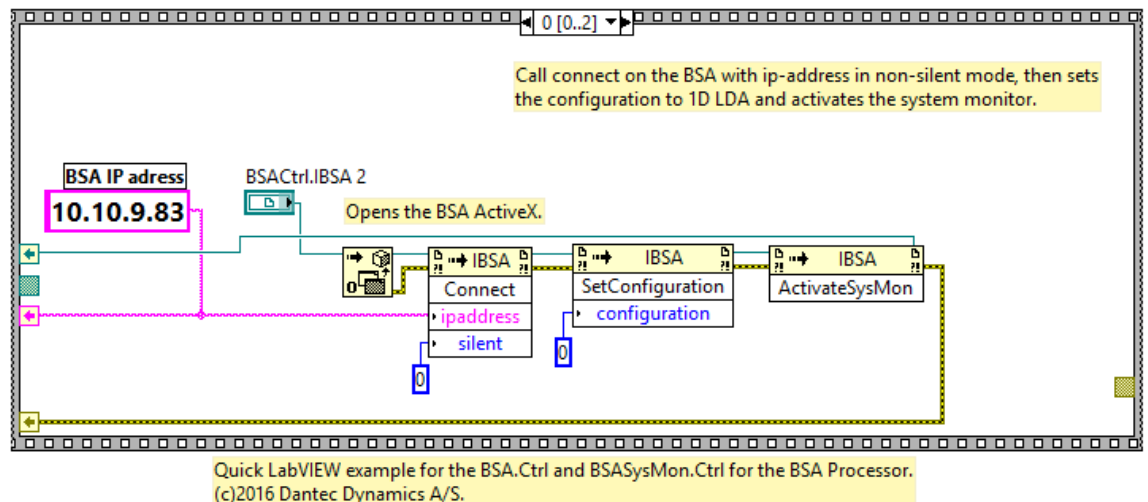 0 [0..2]
Call connect on the BSA with ip-address in non-silent mode, then sets
the configuration to 1D LDA and activates the system monitor.
BSA IP adress
BSACtrl.IBSA 2
10.10.9.83
Opens the BSA ActiveX.
IBSA
IBSA
IBSA
Connect
SetConfiguration
ActivateSysMon
ipaddress
configuration
silent
0
0
Quick LabVIEW example for the BSA.Ctrl and BSASysMon.Ctrl for the BSA Processor.
(c)2016 Dantec Dynamics A/S.